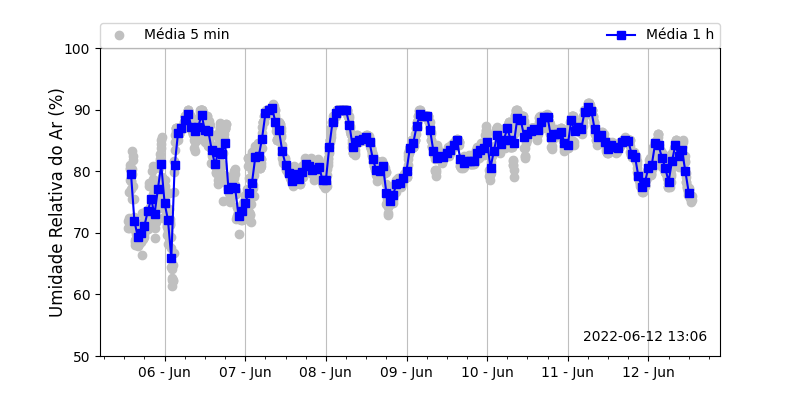 Média 5 min
Média 1 h
Umidade Relativa do Ar (%)
100
90
80
70
60
50
2022-06-12 13:06
06 - Jun
07 - Jun
08 - Jun
09 - Jun
10 - Jun
11 - Jun
12 - Jun